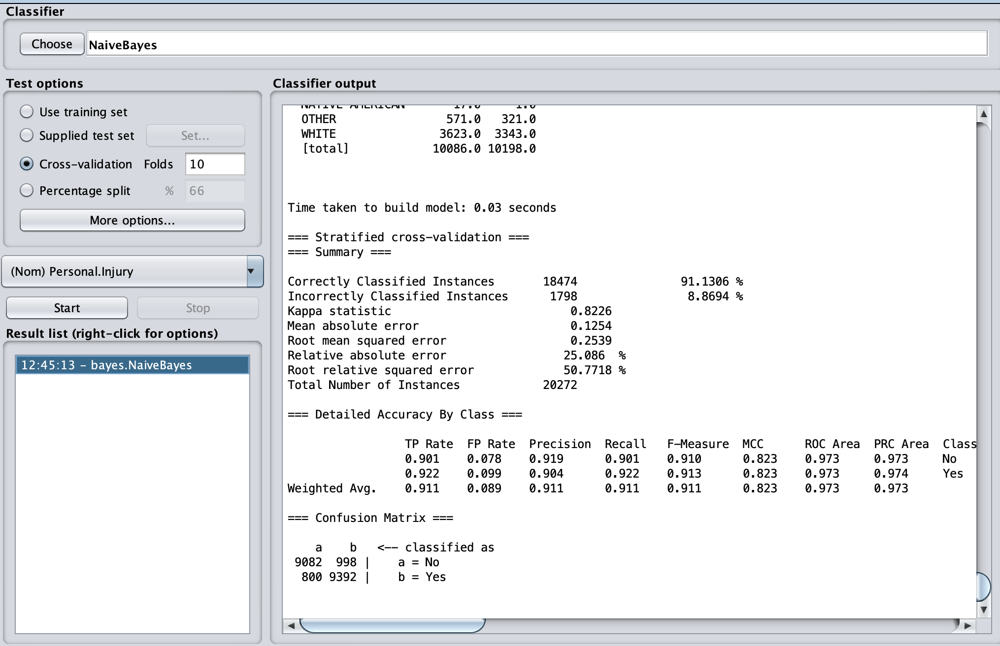 Classifier
Choose NaiveBayes
Test options
Use training set
Supplied test set Set...
Cross-validation Folds 10
Percentage split % 66
More options...
(Nom) Personal.Injury
Start Stop
Result list (right-click for options)
12:45:13 - bayes.NaiveBayes
Classifier output
NATIVE AMERICAN 17.0 1.0
OTHER 571.0 321.0
WHITE 3623.0 3343.0
[total] 10086.0 10198.0
Time taken to build model: 0.03 seconds
=== Stratified cross-validation ===
=== Summary ===
Correctly Classified Instances 18474 91.1306 %
Incorrectly Classified Instances 1798 8.8694 %
Kappa statistic 0.8226
Mean absolute error 0.1254
Root mean squared error 0.2539
Relative absolute error 25.086 %
Root relative squared error 50.7718 %
Total Number of Instances 20272
=== Detailed Accuracy By Class ===
TP Rate FP Rate Precision Recall F-Measure MCC ROC Area PRC Area Class
0.901 0.078 0.919 0.901 0.910 0.823 0.973 0.973 No
0.922 0.099 0.904 0.922 0.913 0.823 0.973 0.974 Yes
Weighted Avg. 0.911 0.089 0.911 0.911 0.911 0.823 0.973 0.973
=== Confusion Matrix ===
a b <-- classified as
9082 998 | a = No
800 9392 | b = Yes